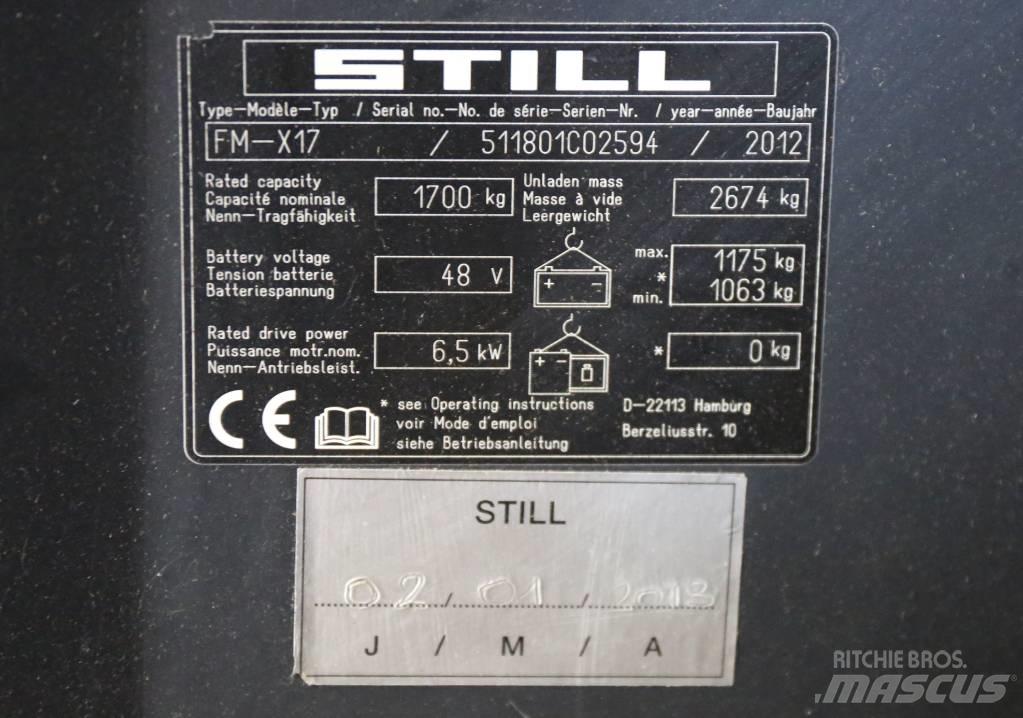 STILL
Type-Modèle-Typ / Serial no.-No. de série-Serien-Nr. / year-année-Baujahr
FM-X17 / 511801C02594 / 2012
Rated capacity
Capacité nominale
Nenn-Tragfähigkeit
1700 kg
Unladen mass
Masse à vide
Leergewicht
2674 kg
Battery voltage
Tension batterie
Batteriespannung
48 V
+ -
max. 1175 kg
*
min. 1063 kg
Rated drive power
Puissance motr.nom.
Nenn-Antriebsleist.
6,5 kW
+ -
* 0 kg
CE
* see Operating instructions
voir Mode d'emploi
siehe Betriebsanleitung
D-22113 Hamburg
Berzeliusstr. 10
STILL
02 / 01 / 2013
J / M / A
RITCHIE BROS.
MASCUS